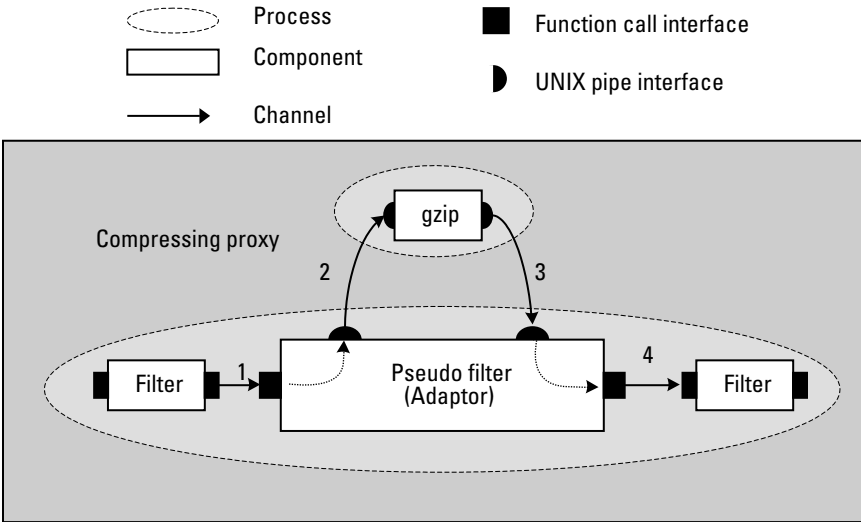 Process
Function call interface
Component
UNIX pipe interface
Channel
gzip
Compressing proxy
2
3
1
4
Filter
Pseudo filter
(Adaptor)
Filter